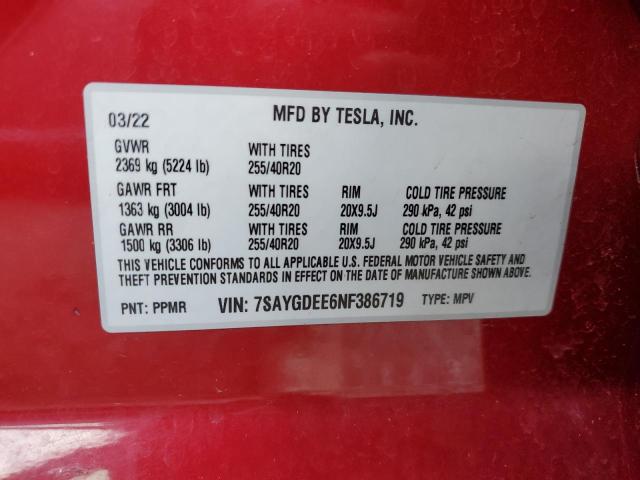 03/22 MFD BY TESLA, INC.
GVWR WITH TIRES
2369 kg (5224 lb) 255/40R20
GAWR FRT WITH TIRES RIM COLD TIRE PRESSURE
1363 kg (3004 lb) 255/40R20 20X9.5J 290 kPa, 42 psi
GAWR RR WITH TIRES RIM COLD TIRE PRESSURE
1500 kg (3306 lb) 255/40R20 20X9.5J 290 kPa, 42 psi
THIS VEHICLE CONFORMS TO ALL APPLICABLE U.S. FEDERAL MOTOR VEHICLE SAFETY AND
THEFT PREVENTION STANDARDS IN EFFECT ON THE DATE OF MANUFACTURE SHOWN ABOVE.
PNT: PPMR VIN: 7SAYGDEE6NF386719 TYPE: MPV